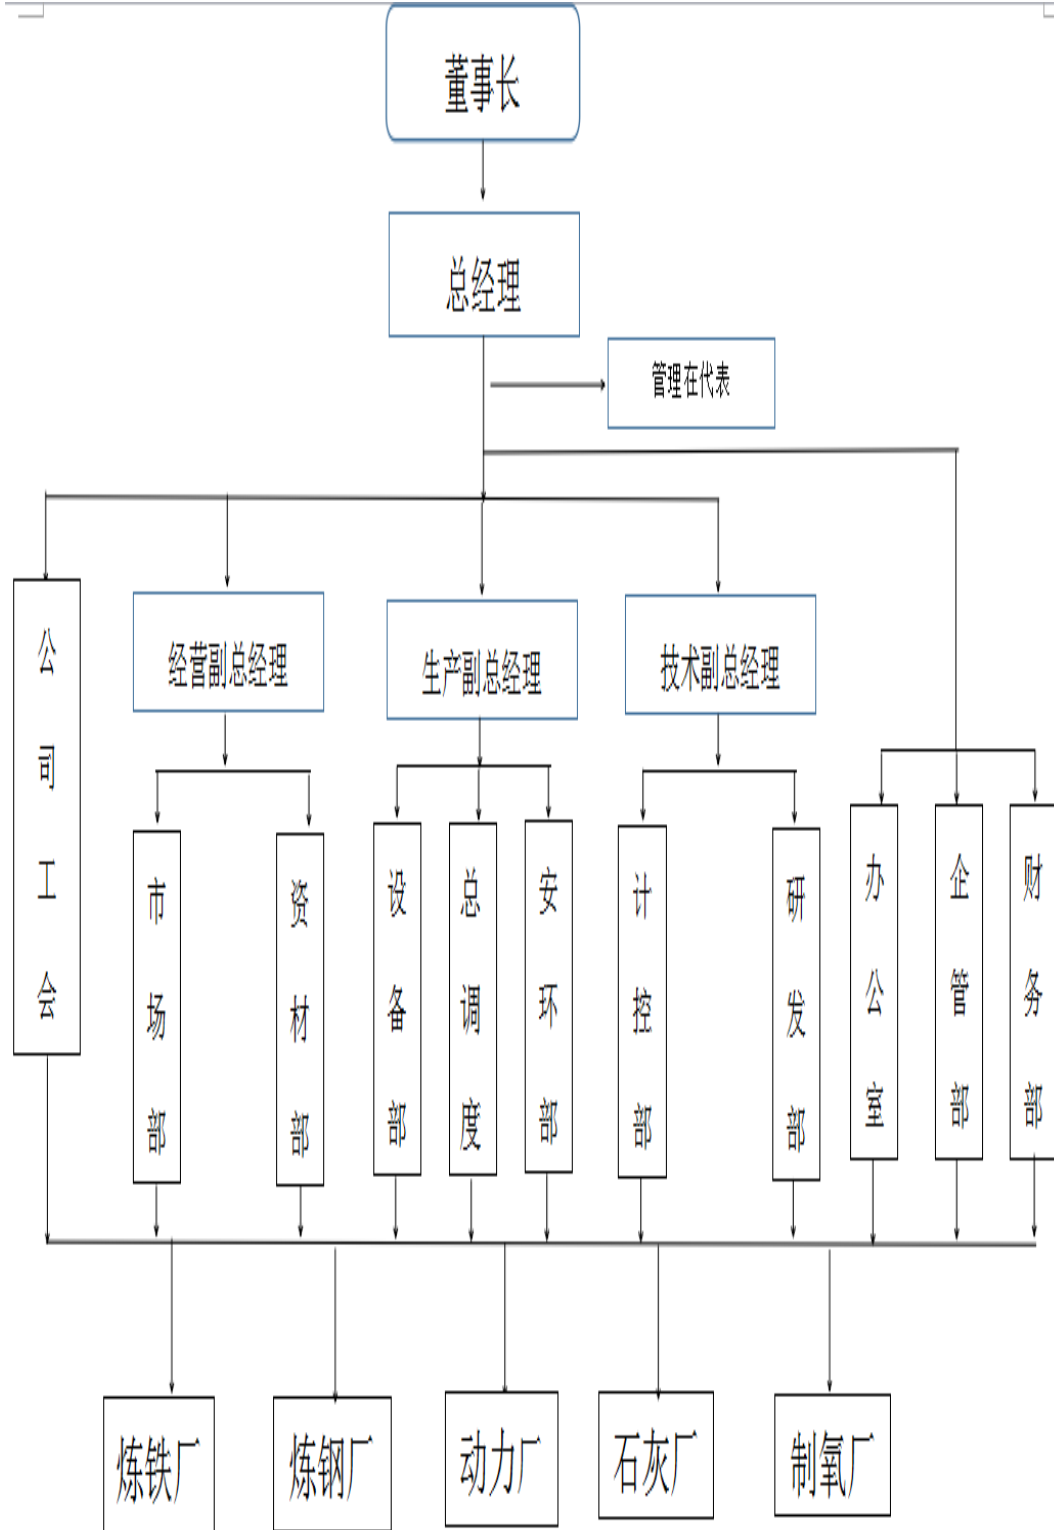 董事长
总经理
管理在代表
公司工会
经营副总经理
生产副总经理
技术副总经理
市场部
资材部
设备部
总调度
安环部
计控部
研发部
办公室
企管部
财务部
炼铁厂
炼钢厂
动力厂
石灰厂
制氧厂